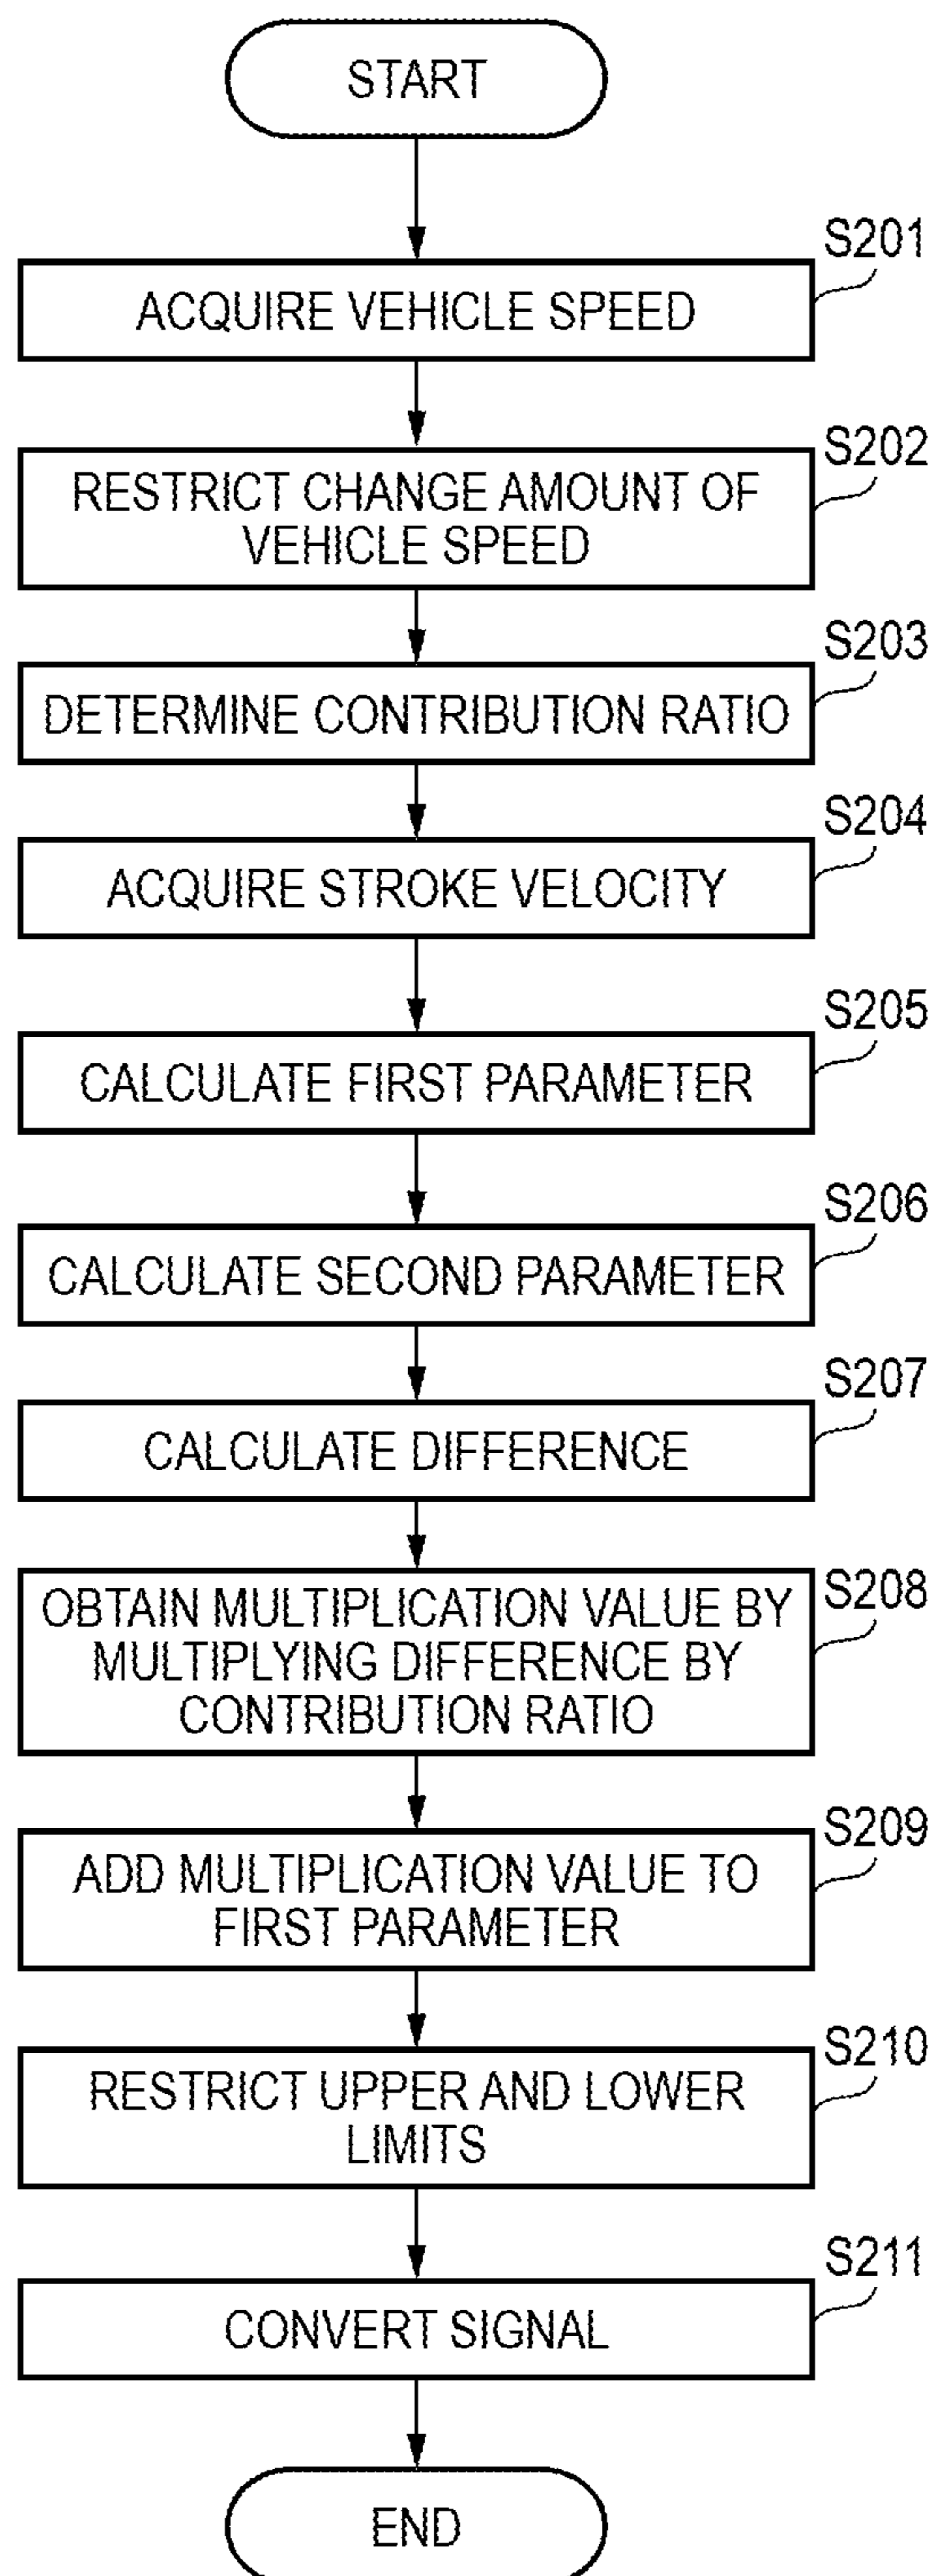 START
S201
ACQUIRE VEHICLE SPEED
S202
RESTRICT CHANGE AMOUNT OF
VEHICLE SPEED
S203
DETERMINE CONTRIBUTION RATIO
S204
ACQUIRE STROKE VELOCITY
S205
CALCULATE FIRST PARAMETER
S206
CALCULATE SECOND PARAMETER
S207
CALCULATE DIFFERENCE
S208
OBTAIN MULTIPLICATION VALUE BY
MULTIPLYING DIFFERENCE BY
CONTRIBUTION RATIO
S209
ADD MULTIPLICATION VALUE TO
FIRST PARAMETER
S210
RESTRICT UPPER AND LOWER
LIMITS
S211
CONVERT SIGNAL
END